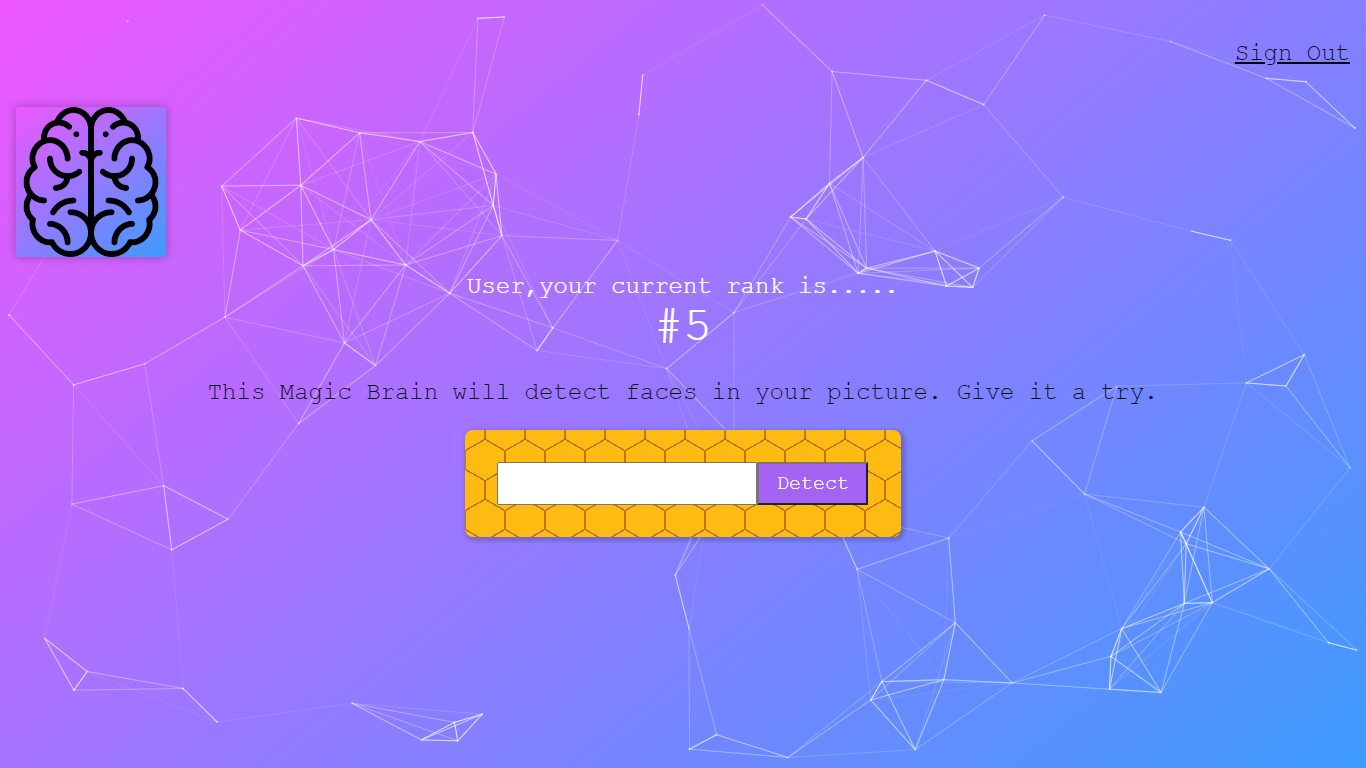 Sign Out
User,your current rank is.....
#5
This Magic Brain will detect faces in your picture. Give it a try.
Detect